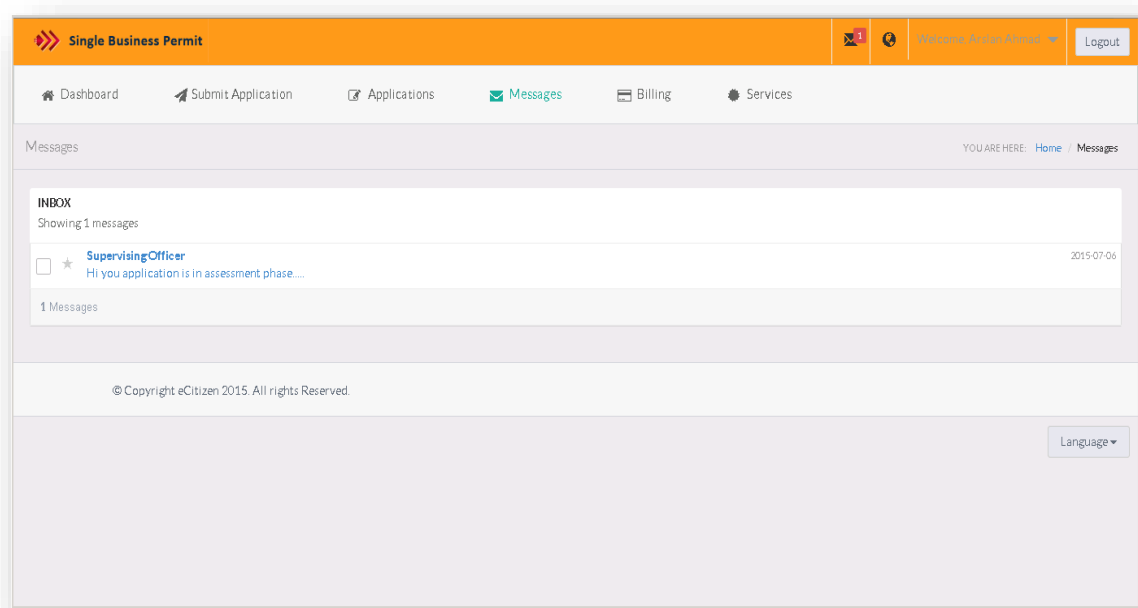 Single Business Permit
1
Welcome, Arslan Ahmad
Logout
Dashboard Submit Application Applications Messages Billing Services
Messages
YOU ARE HERE: Home / Messages
INBOX
Showing 1 messages
SupervisingOfficer
2015-07-06
Hi you application is in assessment phase.....
1 Messages
© Copyright eCitizen 2015. All rights Reserved.
Language